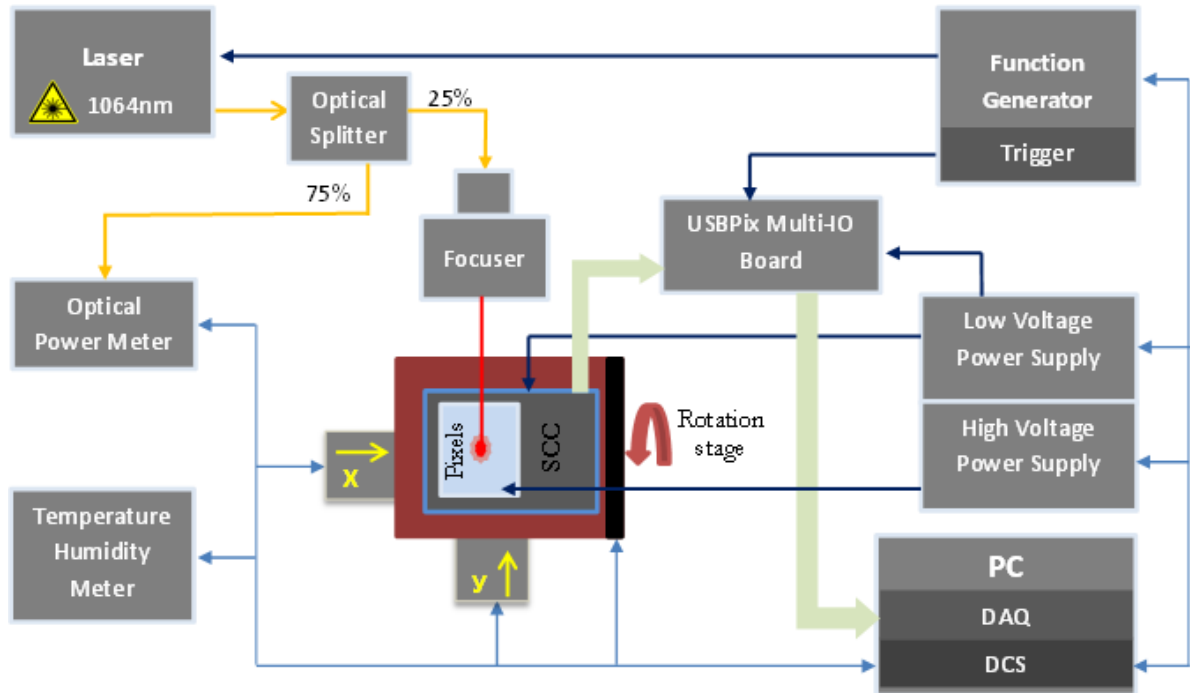 Laser
1064nm
Optical
Splitter
25%
75%
Function
Generator
Trigger
USBPix Multi-IO
Board
Focuser
Optical
Power Meter
Low Voltage
Power Supply
High Voltage
Power Supply
Pixels
SCC
Rotation
stage
X
y
Temperature
Humidity
Meter
PC
DAQ
DCS